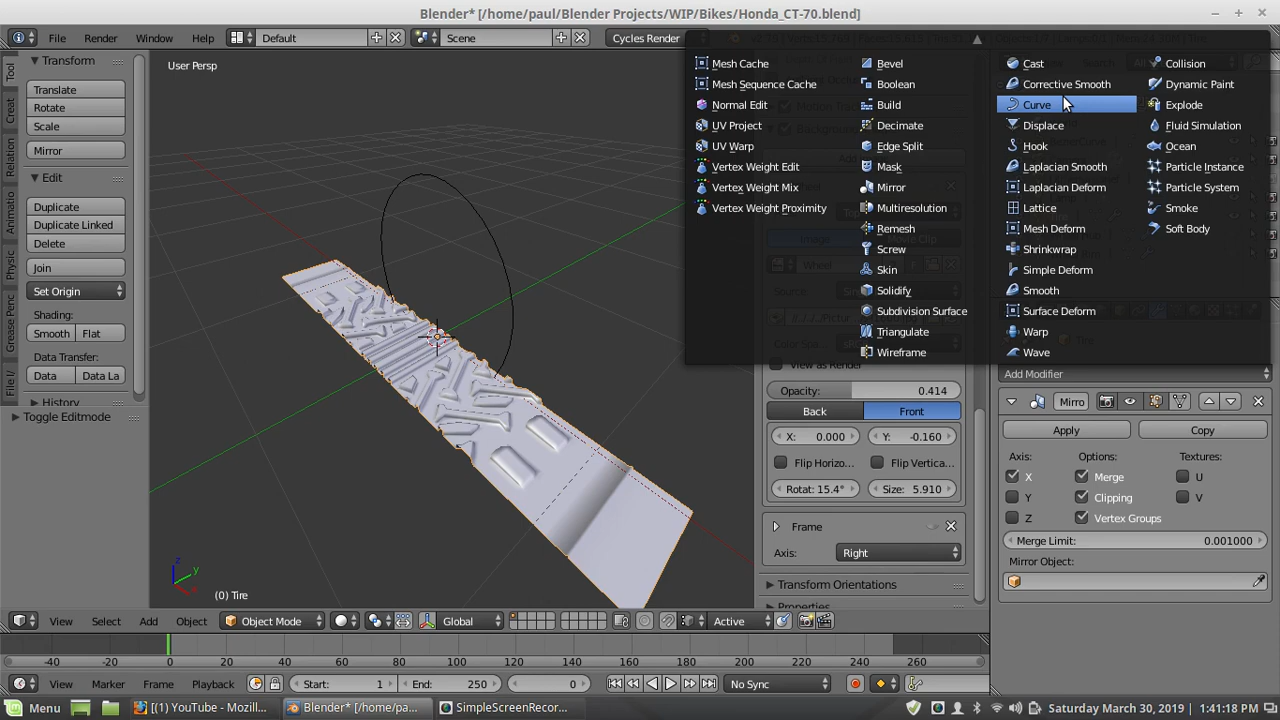 Blender* [/home/paul/Blender Projects/WIP/Bikes/Honda_CT-70.blend]
File Render Window Help Default Scene Cycles Render
Tool
Creat
Relation
Animatio
Physic
Grease Penc
File I/
Transform
Translate
Rotate
Scale
Mirror
Edit
Duplicate
Duplicate Linked
Delete
Join
Set Origin
Shading:
Smooth Flat
Data Transfer:
Data Data La
History
Toggle Editmode
User Persp
(0) Tire
Mesh Cache
Mesh Sequence Cache
Normal Edit
UV Project
UV Warp
Vertex Weight Edit
Vertex Weight Mix
Vertex Weight Proximity
Bevel
Boolean
Build
Decimate
Edge Split
Mask
Mirror
Multiresolution
Remesh
Screw
Skin
Solidify
Subdivision Surface
Triangulate
Wireframe
Cast
Corrective Smooth
Curve
Displace
Hook
Laplacian Smooth
Laplacian Deform
Lattice
Mesh Deform
Shrinkwrap
Simple Deform
Smooth
Surface Deform
Warp
Wave
Collision
Dynamic Paint
Explode
Fluid Simulation
Ocean
Particle Instance
Particle System
Smoke
Soft Body
View as Render
Opacity: 0.414
Back Front
X: 0.000 Y: -0.160
Flip Horizo... Flip Vertica...
Rotat: 15.4° Size: 5.910
Frame
Axis: Right
Transform Orientations
Properties
Add Modifier
Mirro
Apply Copy
Axis: Options: Textures:
X Merge U
Y Clipping V
Z Vertex Groups
Merge Limit: 0.001000
Mirror Object:
View Select Add Object Object Mode Global Active
-40 -20 0 20 40 60 80 100 120 140 160 180 200 220 240 260
View Marker Frame Playback Start: 1 End: 250 0 No Sync
Menu [(1) YouTube - Mozill... Blender* [/home/pa... [SimpleScreenRecor... Saturday March 30, 2019 1:41:18 PM